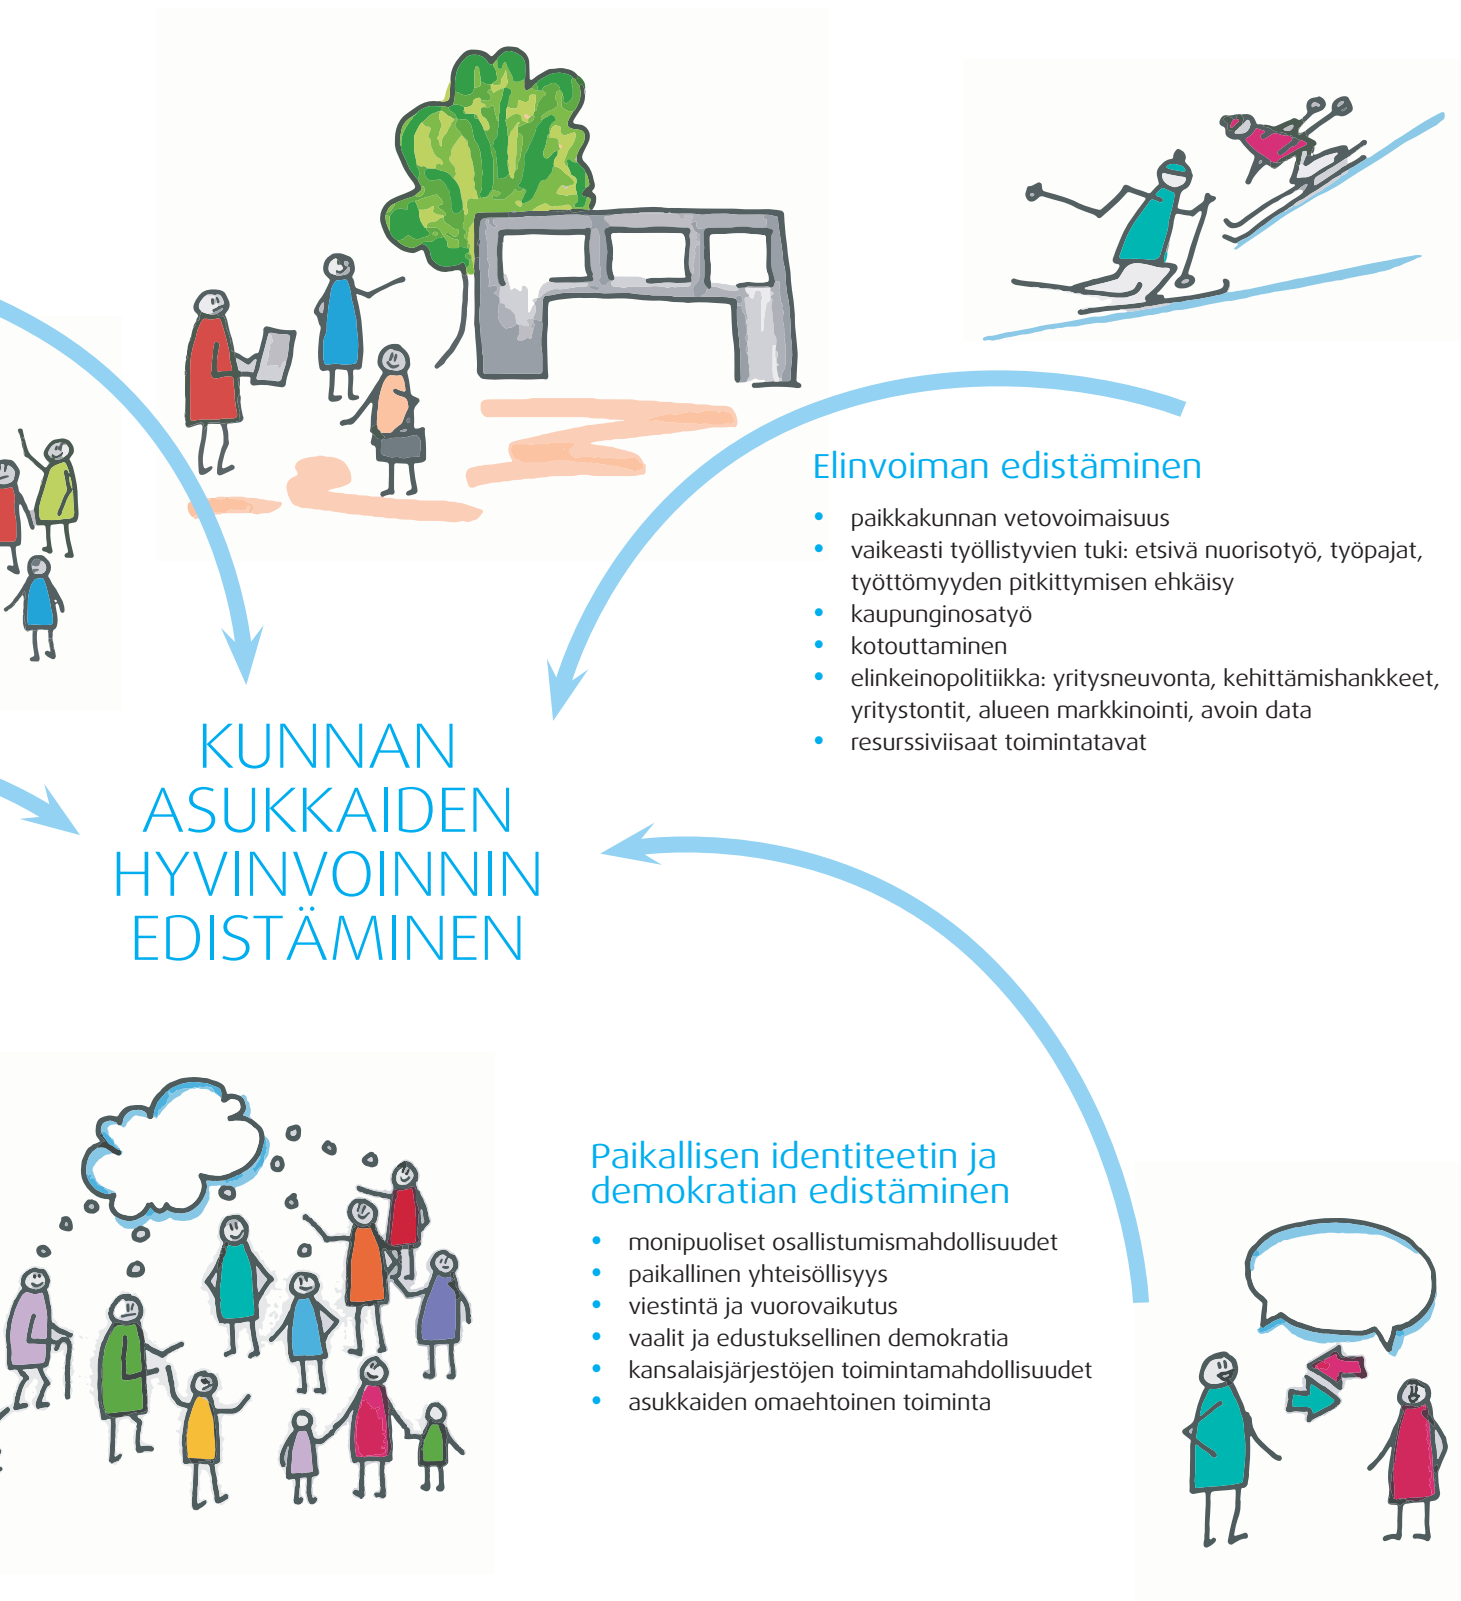 Elinvoiman edistäminen
• paikkakunnan vetovoimaisuus
• vaikeasti työllistyvien tuki: etsivä nuorisotyö, työpajat,
työttömyyden pitkittymisen ehkäisy
• kaupunginosatyö
• kotouttaminen
• elinkeinopolitiikka: yritysneuvonta, kehittämishankkeet,
yritystontit, alueen markkinointi, avoin data
• resurssiviisaat toimintatavat
KUNNAN
ASUKKAIDEN
HYVINVOINNIN
EDISTÄMINEN
Paikallisen identiteetin ja
demokratian edistäminen
• monipuoliset osallistumismahdollisuudet
• paikallinen yhteisöllisyys
• viestintä ja vuorovaikutus
• vaalit ja edustuksellinen demokratia
• kansalaisjärjestöjen toimintamahdollisuudet
• asukkaiden omaehtoinen toiminta